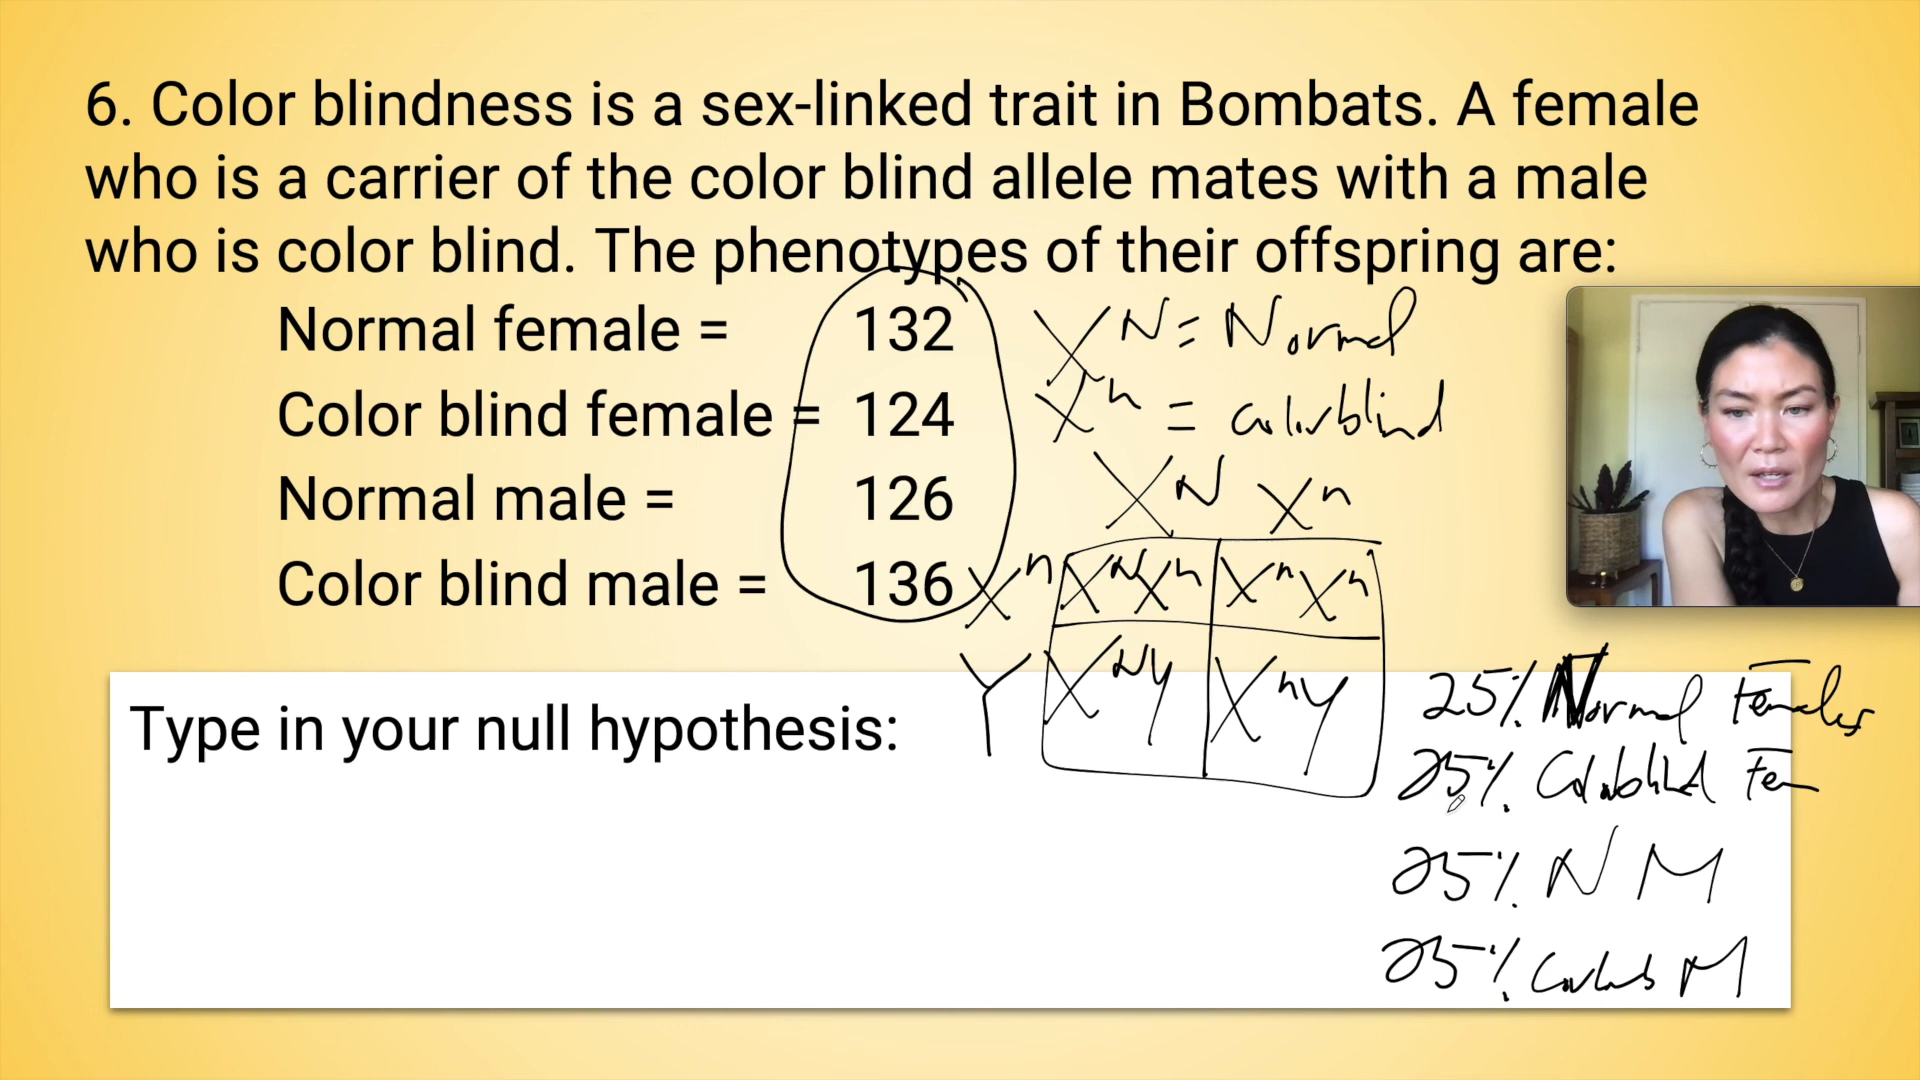 6. Color blindness is a sex-linked trait in Bombats. A female
who is a carrier of the color blind allele mates with a male
who is color blind. The phenotypes of their offspring are:
Normal female = 132
Color blind female = 124
Normal male = 126
Color blind male = 136
X^N = Normal
X^n = colorblind
X^N X^n
X^n X^N X^n X^n X^n
Y X^N Y X^n Y
Type in your null hypothesis:
25% Normal Females
25% Colorblind Fem
25% N M
25% M